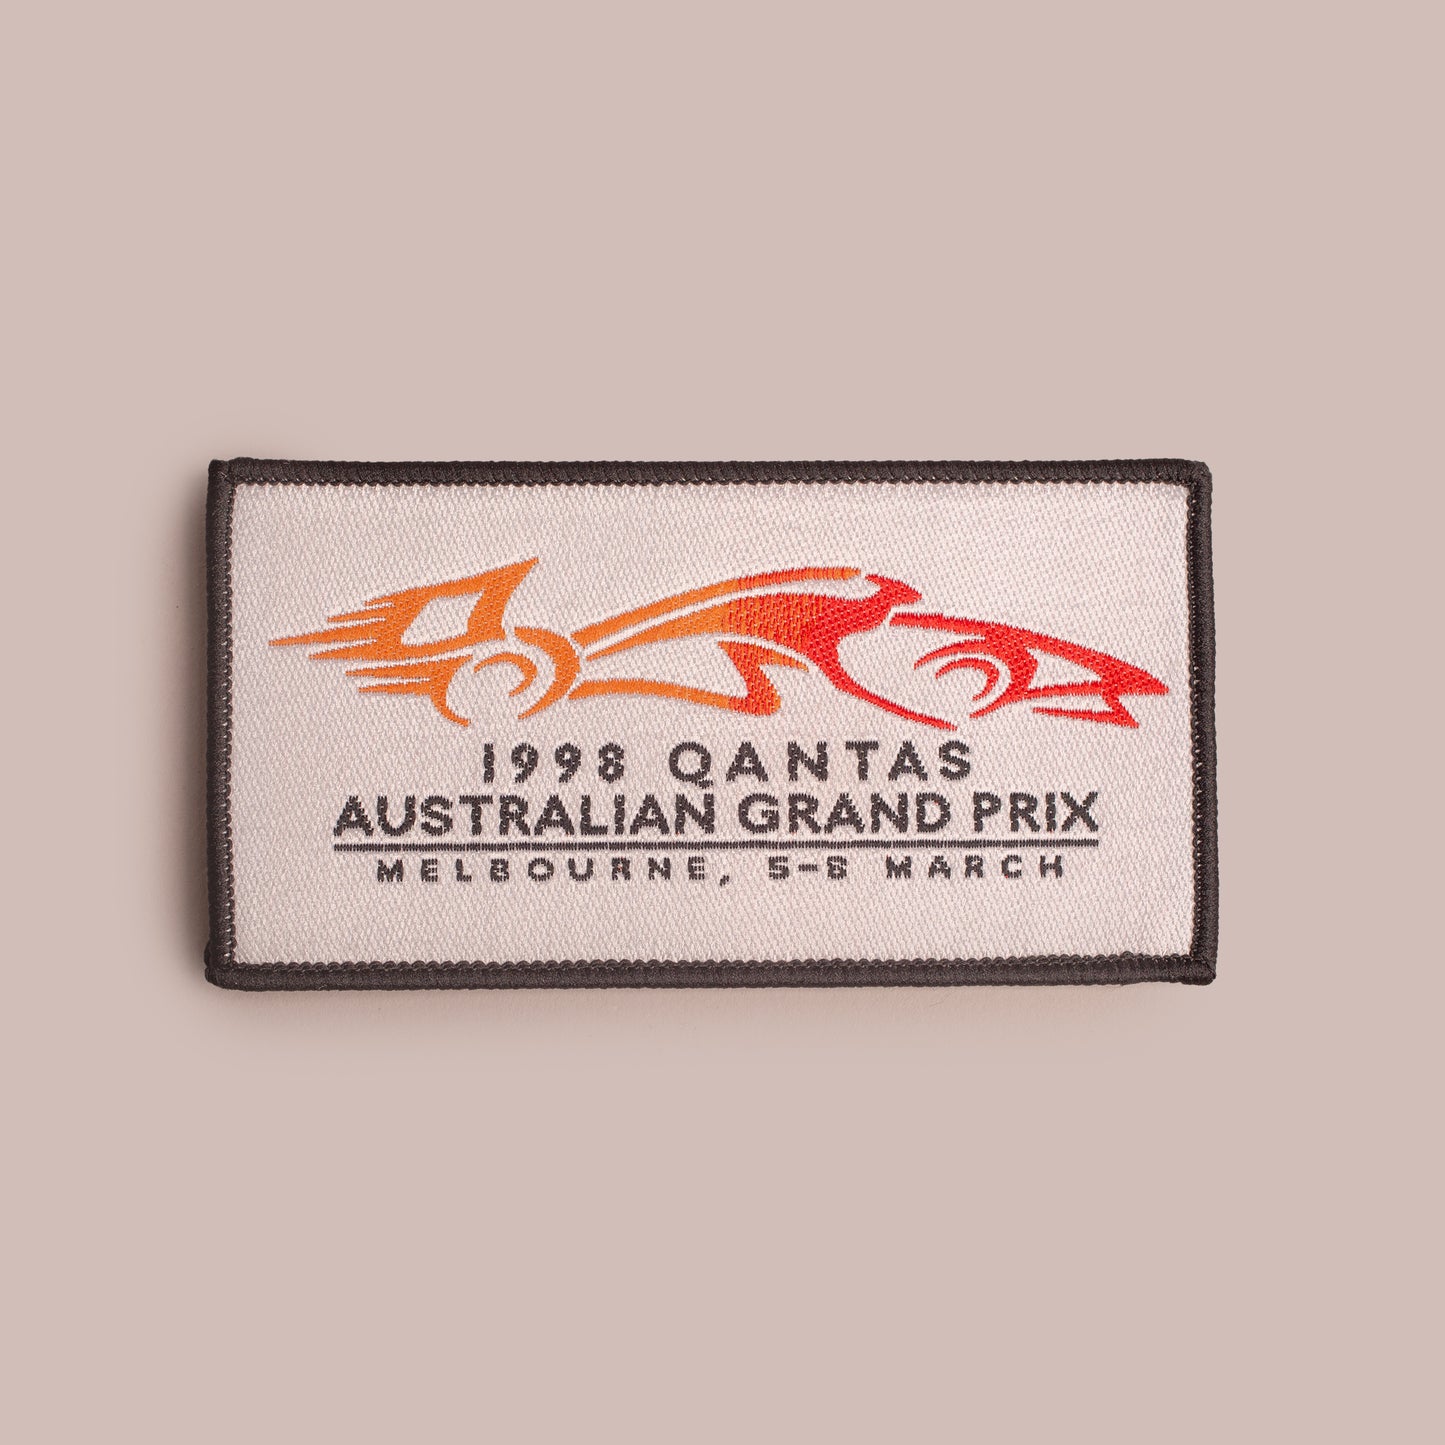 1998 QANTAS
AUSTRALIAN GRAND PRIX
MELBOURNE, 5-8 MARCH